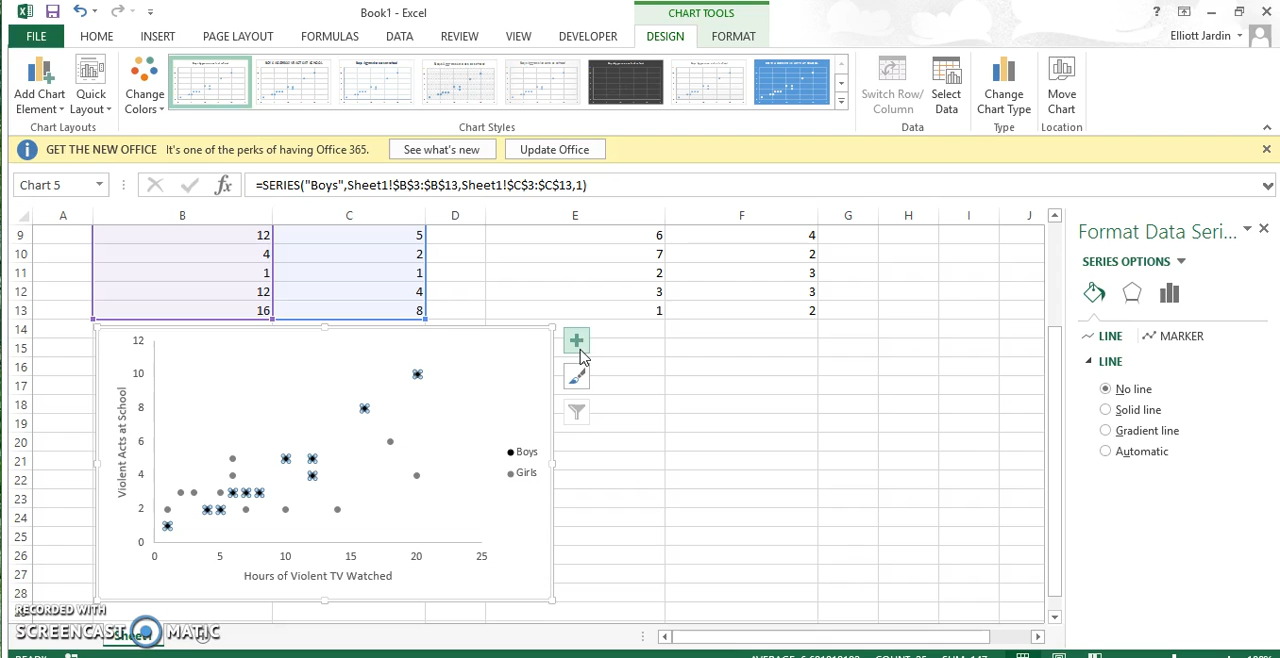 Book1 - Excel
CHART TOOLS
?
FILE HOME INSERT PAGE LAYOUT FORMULAS DATA REVIEW VIEW DEVELOPER DESIGN FORMAT Elliott Jardin
Add Chart Element
Quick Layout
Change Colors
Switch Row/ Column
Select Data
Change Chart Type
Move Chart
Chart Layouts Chart Styles Data Type Location
GET THE NEW OFFICE It's one of the perks of having Office 365. See what's new Update Office
Chart 5 fx =SERIES("Boys",Sheet1!$B$3:$B$13,Sheet1!$C$3:$C$13,1)
A B C D E F G H I J
9 12 5 6 4
10 4 2 7 2
11 1 1 2 3
12 12 4 3 3
13 16 8 1 2
14
15
16
17
18
19
20
21
22
23
24
25
26
27
28
12
10
8
6
4
2
0
0 5 10 15 20 25
Violent Acts at School
Hours of Violent TV Watched
Boys
Girls
Format Data Seri...
SERIES OPTIONS
LINE MARKER
LINE
No line
Solid line
Gradient line
Automatic
RECORDED WITH
SCREENCAST MATIC